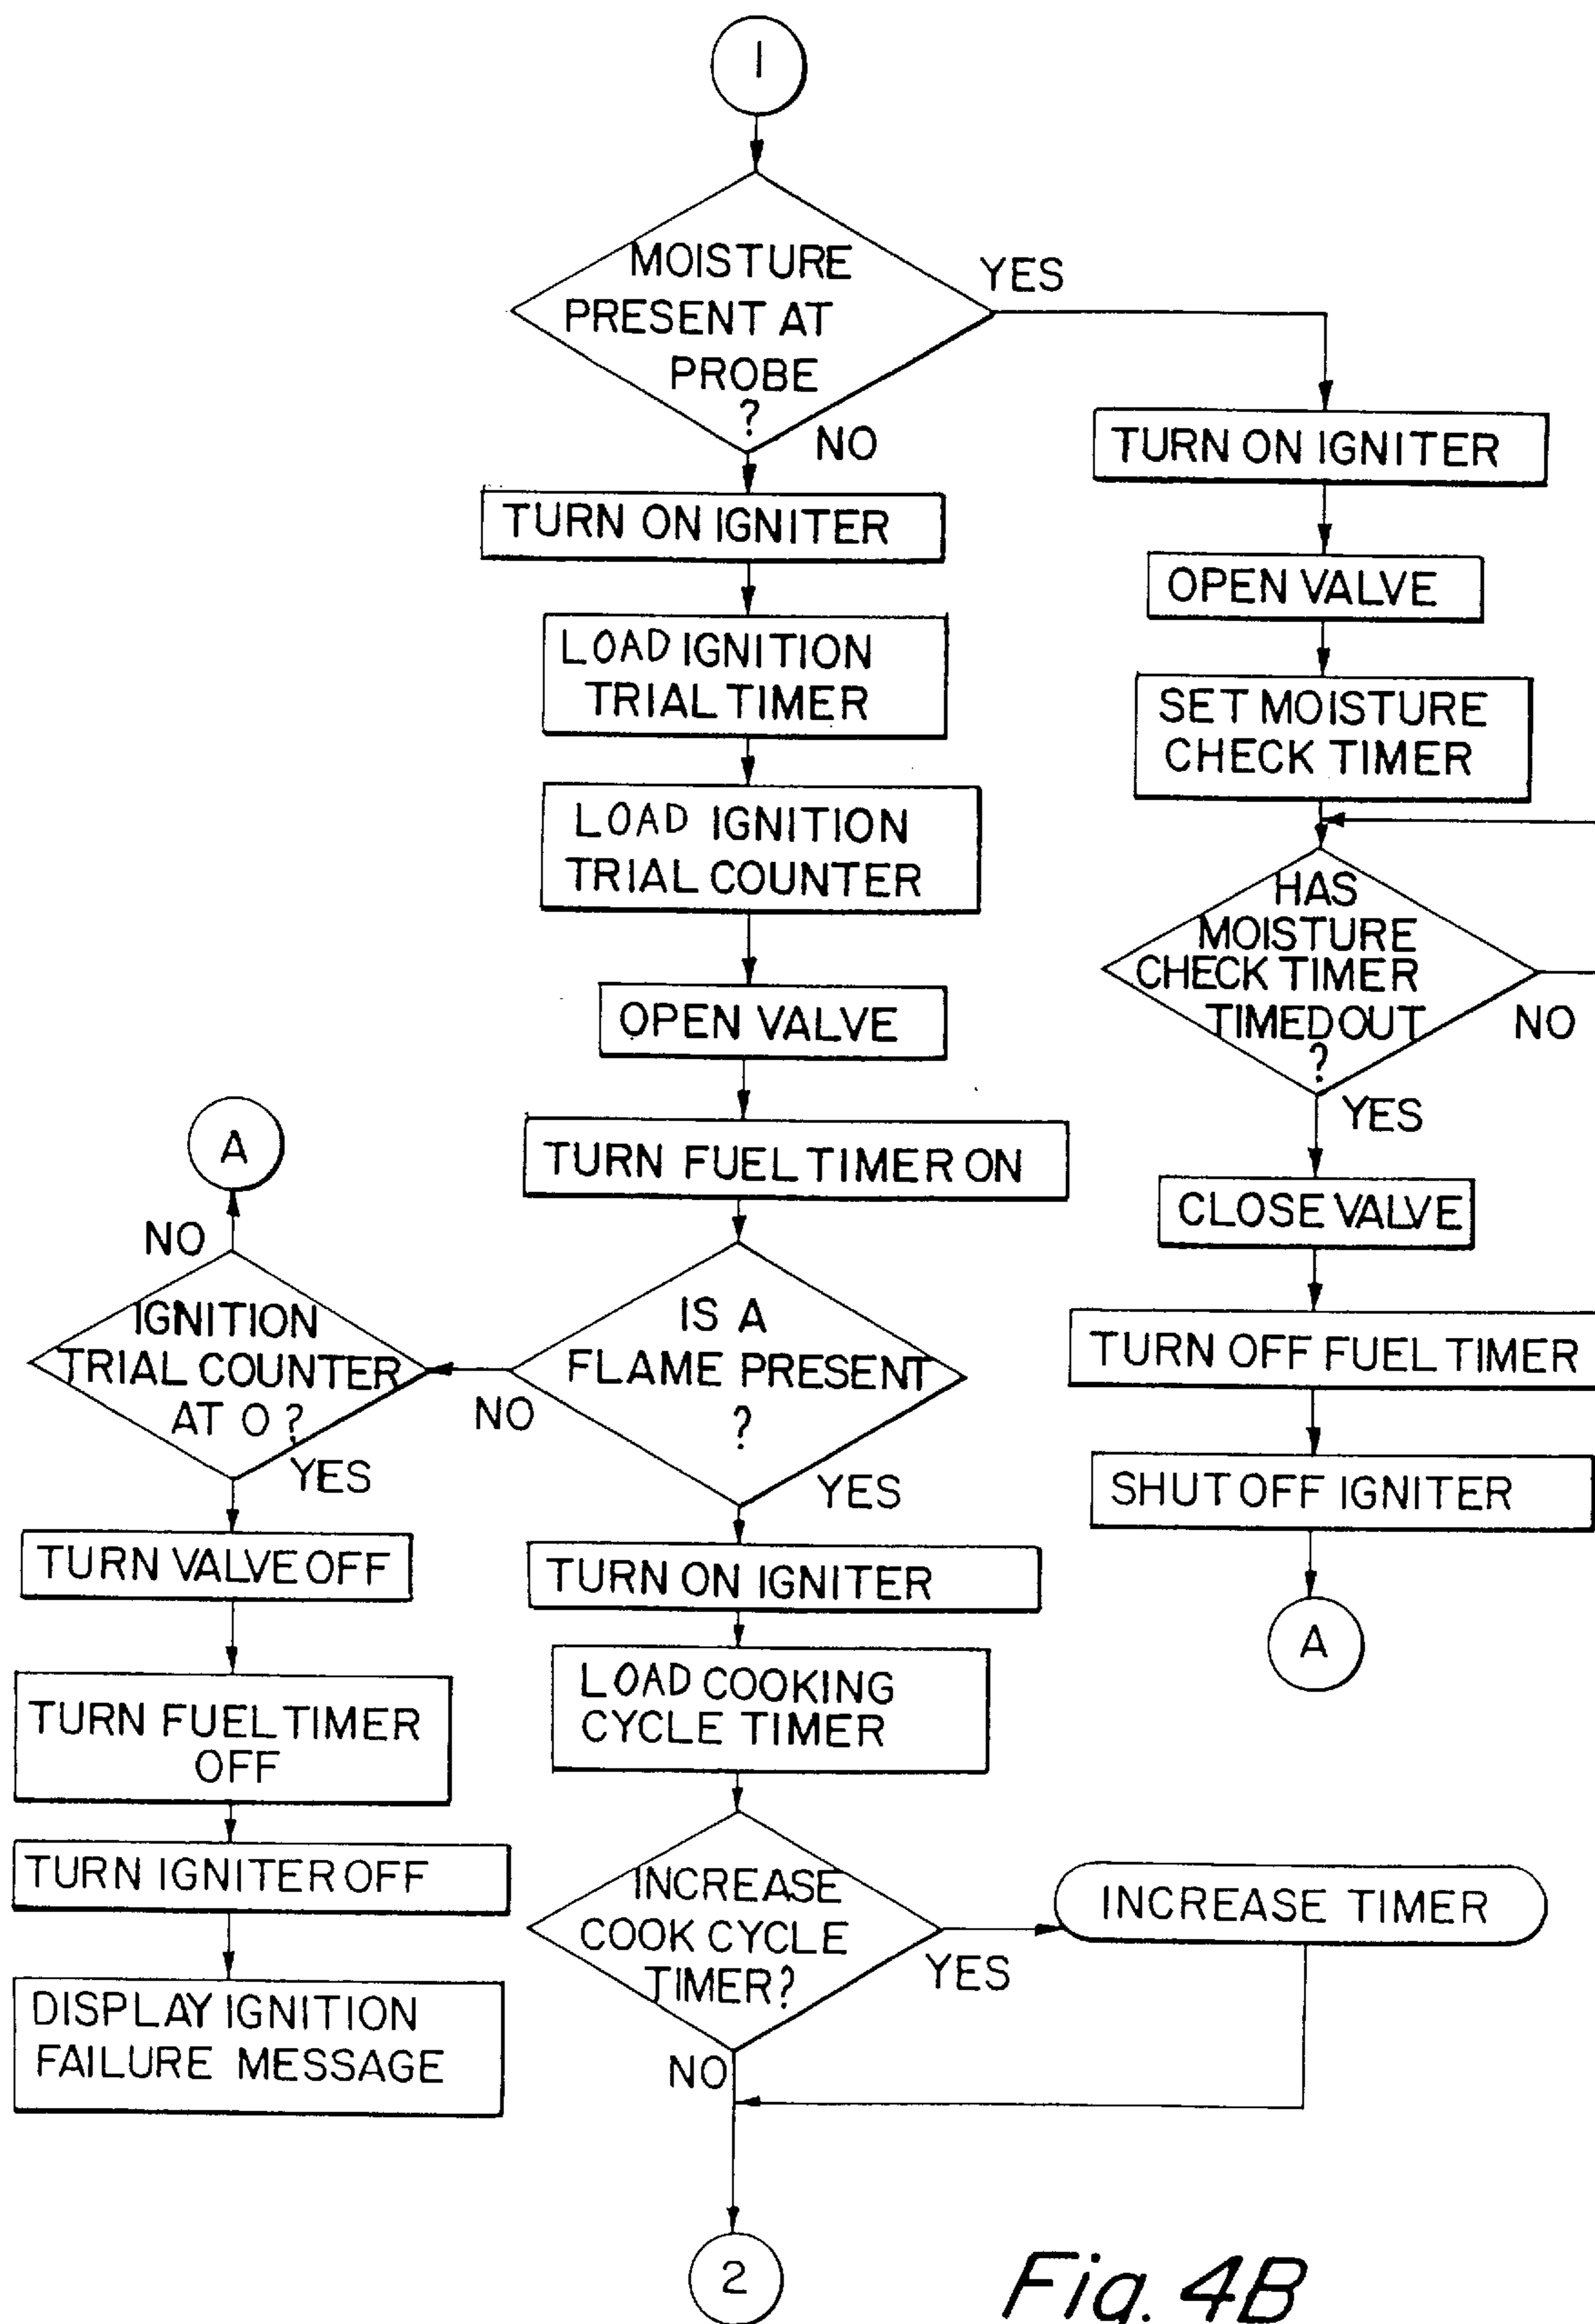 1
MOISTURE
PRESENT AT
PROBE
?
YES
NO
TURN ON IGNITER
LOAD IGNITION
TRIAL TIMER
LOAD IGNITION
TRIAL COUNTER
OPEN VALVE
TURN FUEL TIMER ON
IS A
FLAME PRESENT
?
NO
YES
TURN ON IGNITER
LOAD COOKING
CYCLE TIMER
INCREASE
COOK CYCLE
TIMER?
YES
INCREASE TIMER
NO
2
A
NO
IGNITION
TRIAL COUNTER
AT 0 ?
YES
TURN VALVE OFF
TURN FUEL TIMER
OFF
TURN IGNITER OFF
DISPLAY IGNITION
FAILURE MESSAGE
TURN ON IGNITER
OPEN VALVE
SET MOISTURE
CHECK TIMER
HAS
MOISTURE
CHECK TIMER
TIMED OUT
?
NO
YES
CLOSE VALVE
TURN OFF FUEL TIMER
SHUT OFF IGNITER
A
Fig. 4B